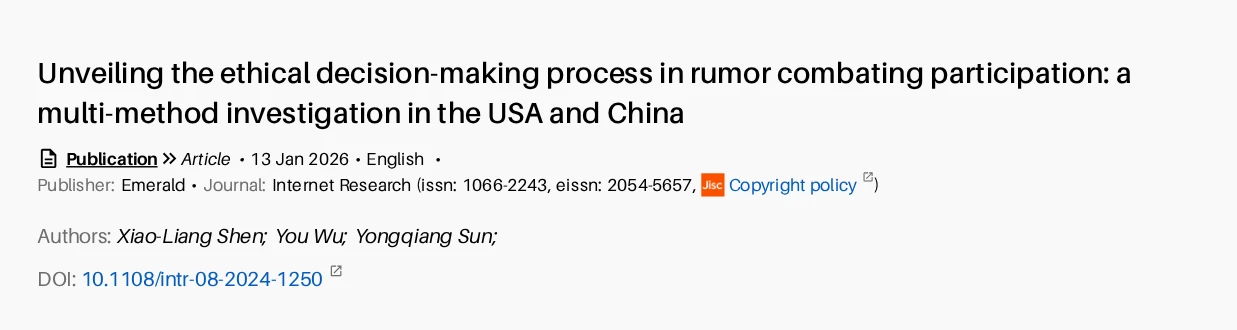 Unveiling the ethical decision-making process in rumor combating participation: a
multi-method investigation in the USA and China
Publication Article • 13 Jan 2026 • English •
Publisher: Emerald • Journal: Internet Research (issn: 1066-2243, eissn: 2054-5657, Jisc Copyright policy )
Authors: Xiao-Liang Shen; You Wu; Yongqiang Sun;
DOI: 10.1108/intr-08-2024-1250